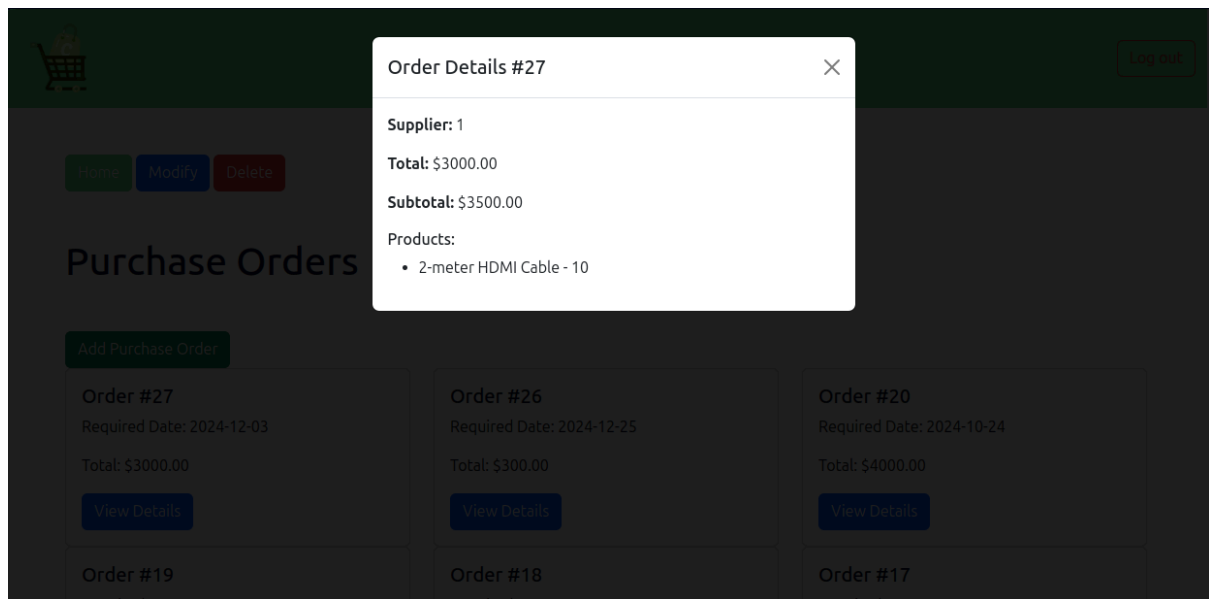 Log out
Order Details #27
Supplier: 1
Total: $3000.00
Subtotal: $3500.00
Products:
• 2-meter HDMI Cable - 10
Home Modify Delete
Purchase Orders
Add Purchase Order
Order #27
Required Date: 2024-12-03
Total: $3000.00
View Details
Order #26
Required Date: 2024-12-25
Total: $300.00
View Details
Order #20
Required Date: 2024-10-24
Total: $4000.00
View Details
Order #19
Order #18
Order #17